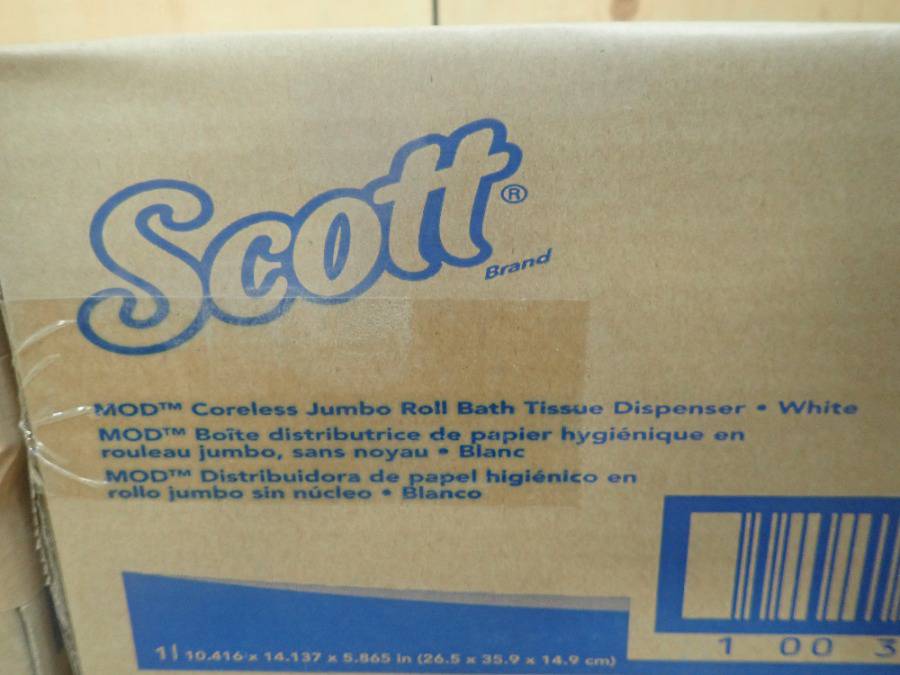 Scott®
Brand
MOD™ Coreless Jumbo Roll Bath Tissue Dispenser • White
MOD™ Boîte distributrice de papier hygiénique en
rouleau jumbo, sans noyau • Blanc
MOD™ Distribuidora de papel higiénico en
rollo jumbo sin núcleo • Blanco
1 | 10.416 x 14.137 x 5.865 in (26.5 x 35.9 x 14.9 cm)
1 00 3